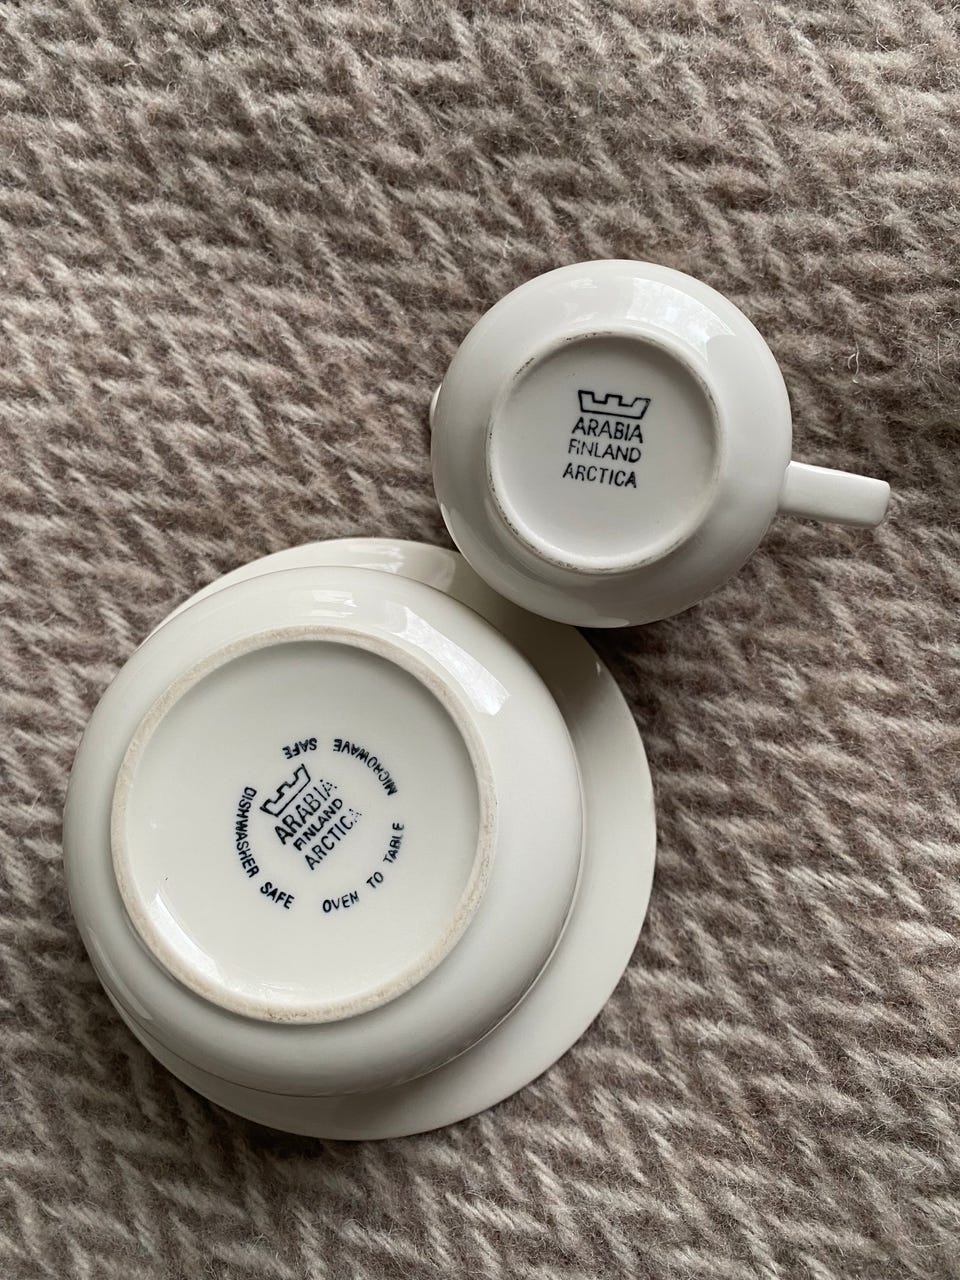 ARABIA
FINLAND
ARCTICA
MICROWAVE SAFE
ARABIA
FINLAND
ARCTICA
DISHWASHER SAFE
OVEN TO TABLE